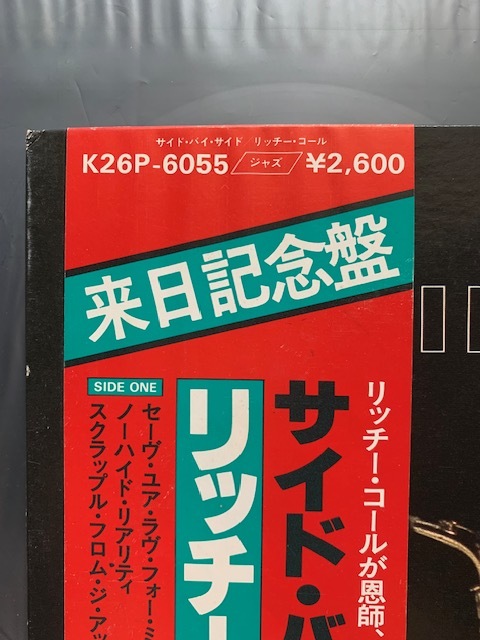 サイド・バイ・サイド／リッチー・コール
K26P-6055 ジャズ ¥2,600
来日記念盤
リッチー・コールが恩師、
サイド・バ
リッチー
SIDE ONE
セーヴ・ユア・ラヴ・フォー・ミ
ノーハイド・リアリティ
スクラップル・フロム・ジ・アッ